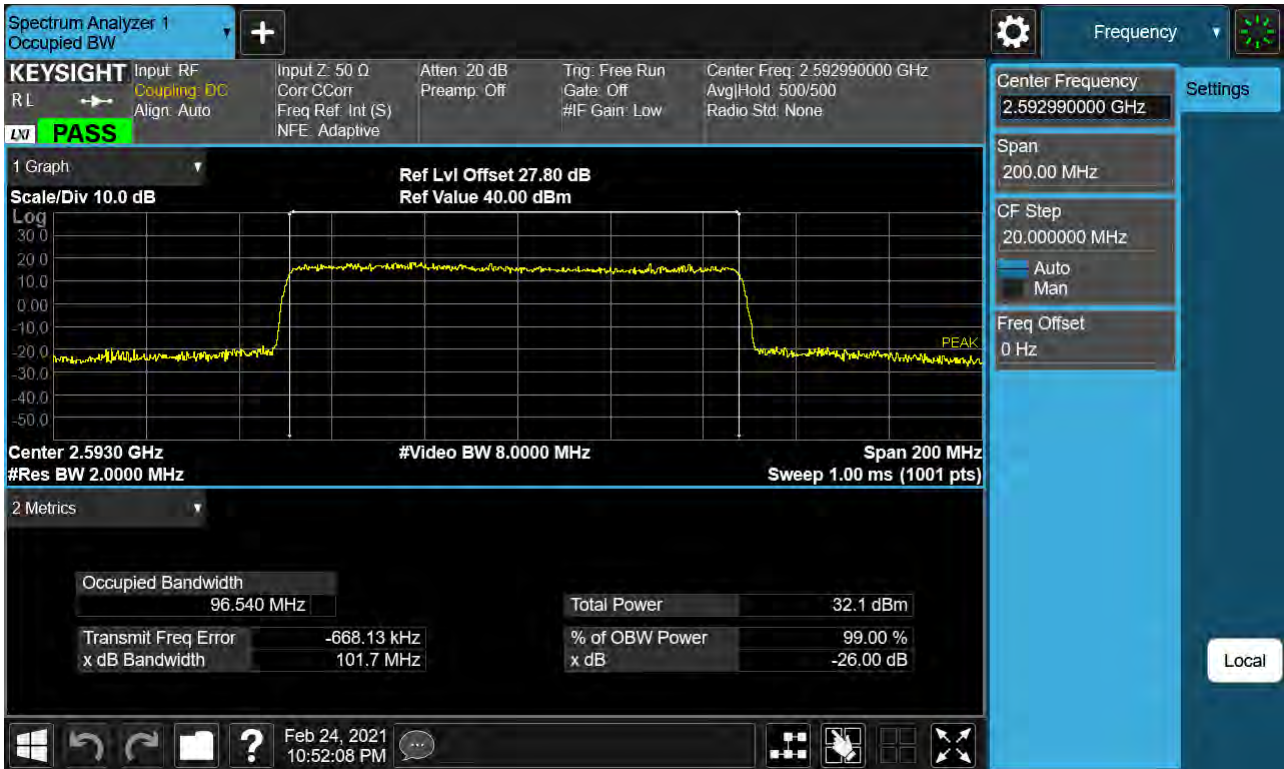 Spectrum Analyzer 1
Occupied BW
Frequency
KEYSIGHT
R L
LXI
PASS
Input: RF
Coupling: DC
Align: Auto
Input Z: 50 Ω
Corr CCorr
Freq Ref: Int (S)
NFE: Adaptive
Atten: 20 dB
Preamp: Off
Trig: Free Run
Gate: Off
#IF Gain: Low
Center Freq: 2.592990000 GHz
Avg|Hold: 500/500
Radio Std: None
Center Frequency
2.592990000 GHz
Settings
Span
200.00 MHz
CF Step
20.000000 MHz
Auto
Man
Freq Offset
0 Hz
Local
1 Graph
Scale/Div 10.0 dB
Ref Lvl Offset 27.80 dB
Ref Value 40.00 dBm
Log
30.0
20.0
10.0
0.00
-10.0
-20.0
-30.0
-40.0
-50.0
PEAK
Center 2.5930 GHz
#Video BW 8.0000 MHz
Span 200 MHz
#Res BW 2.0000 MHz
Sweep 1.00 ms (1001 pts)
2 Metrics
Occupied Bandwidth
96.540 MHz
Total Power 32.1 dBm
Transmit Freq Error -668.13 kHz
% of OBW Power 99.00 %
x dB Bandwidth 101.7 MHz
x dB -26.00 dB
?
Feb 24, 2021
10:52:08 PM